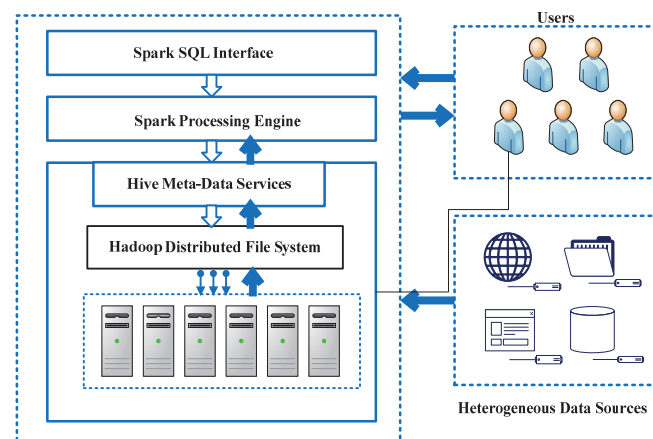 Users
Spark SQL Interface
Spark Processing Engine
Hive Meta-Data Services
Hadoop Distributed File System
Heterogeneous Data Sources